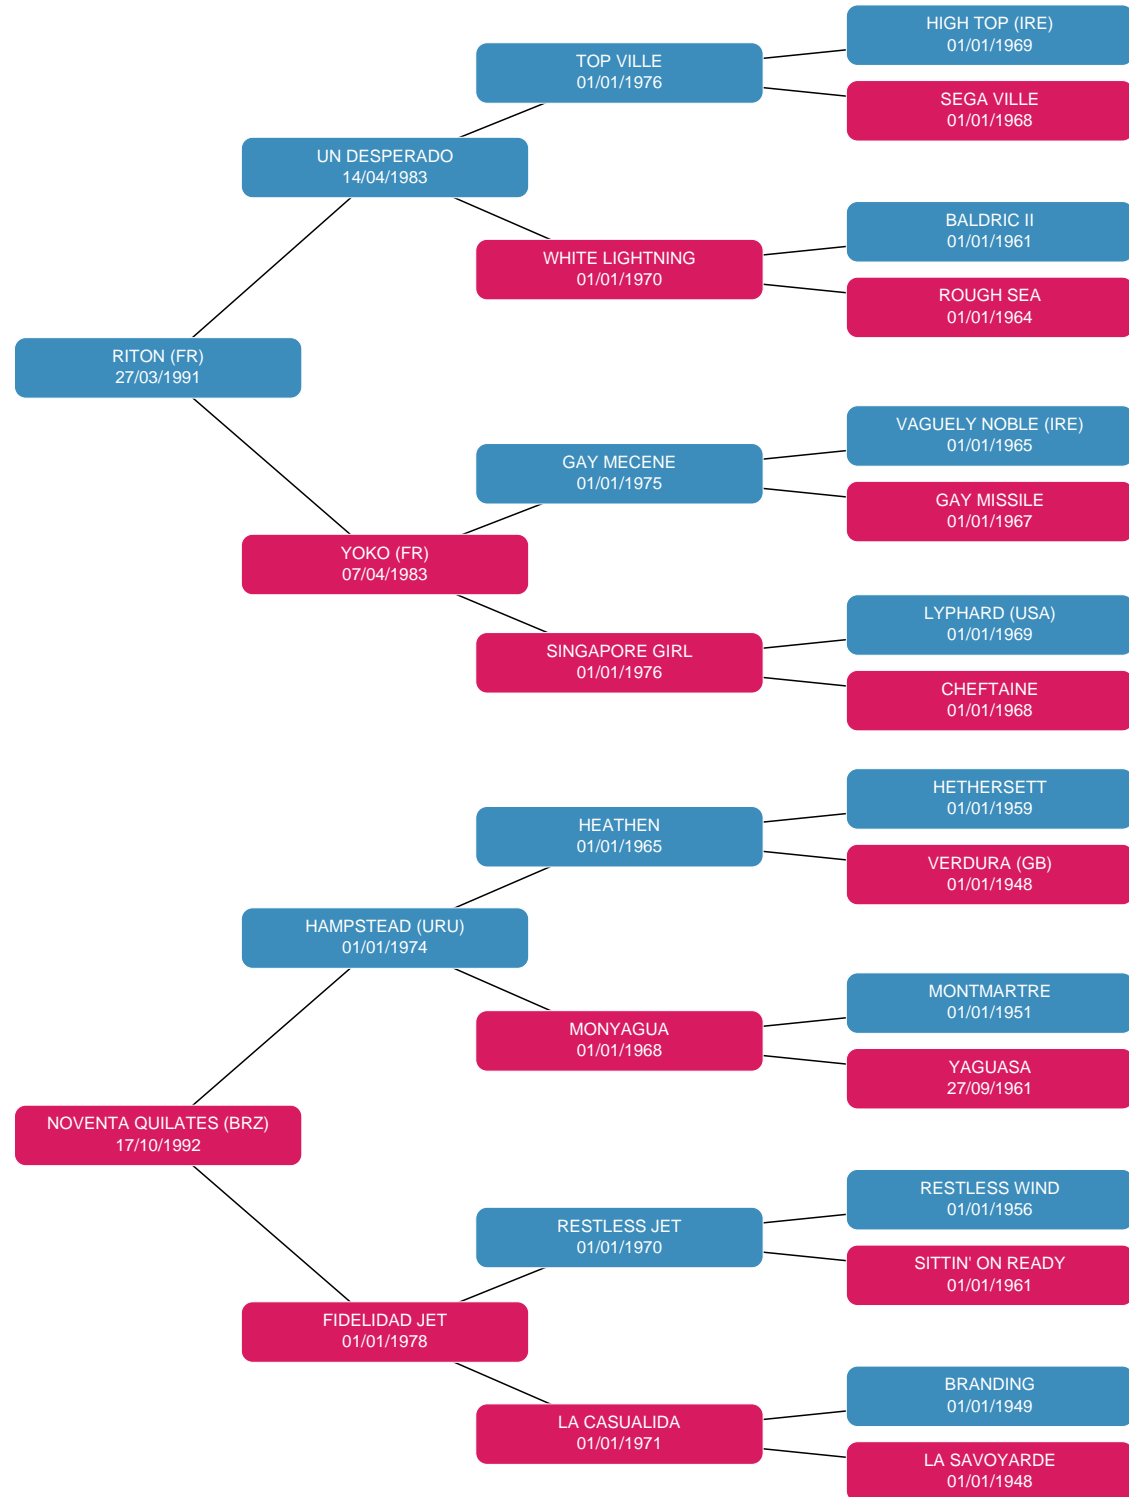 HIGH TOP (IRE)
01/01/1969
TOP VILLE
01/01/1976
SEGA VILLE
01/01/1968
UN DESPERADO
14/04/1983
BALDRIC II
01/01/1961
WHITE LIGHTNING
01/01/1970
ROUGH SEA
01/01/1964
RITON (FR)
27/03/1991
VAGUELY NOBLE (IRE)
01/01/1965
GAY MECENE
01/01/1975
GAY MISSILE
01/01/1967
YOKO (FR)
07/04/1983
LYPHARD (USA)
01/01/1969
SINGAPORE GIRL
01/01/1976
CHEFTAINE
01/01/1968
HETHERSETT
01/01/1959
HEATHEN
01/01/1965
VERDURA (GB)
01/01/1948
HAMPSTEAD (URU)
01/01/1974
MONTMARTRE
01/01/1951
MONYAGUA
01/01/1968
YAGUASA
27/09/1961
NOVENTA QUILATES (BRZ)
17/10/1992
RESTLESS WIND
01/01/1956
RESTLESS JET
01/01/1970
SITTIN' ON READY
01/01/1961
FIDELIDAD JET
01/01/1978
BRANDING
01/01/1949
LA CASUALIDA
01/01/1971
LA SAVOYARDE
01/01/1948